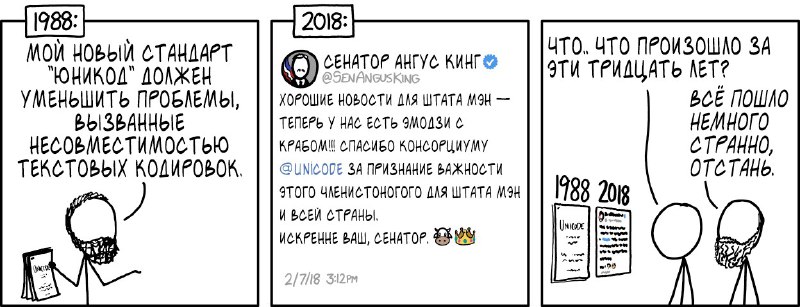 1988:
МОЙ НОВЫЙ СТАНДАРТ
"ЮНИКОД" ДОЛЖЕН
УМЕНЬШИТЬ ПРОБЛЕМЫ,
ВЫЗВАННЫЕ
НЕСОВМЕСТИМОСТЬЮ
ТЕКСТОВЫХ КОДИРОВОК.
UNICODE
2018:
СЕНАТОР АНГУС КИНГ
@SENANGUSKING
ХОРОШИЕ НОВОСТИ ДЛЯ ШТАТА МЭН —
ТЕПЕРЬ У НАС ЕСТЬ ЭМОДЗИ С
КРАБОМ!!! СПАСИБО КОНСОРЦИУМУ
@UNICODE ЗА ПРИЗНАНИЕ ВАЖНОСТИ
ЭТОГО ЧЛЕНИСТОНОГОГО ДЛЯ ШТАТА МЭН
И ВСЕЙ СТРАНЫ.
ИСКРЕННЕ ВАШ, СЕНАТОР. 🐮👑
2/7/18 3:12PM
ЧТО.. ЧТО ПРОИЗОШЛО ЗА
ЭТИ ТРИДЦАТЬ ЛЕТ?
ВСЁ ПОШЛО
НЕМНОГО
СТРАННО,
ОТСТАНЬ.
1988 2018
UNICODE